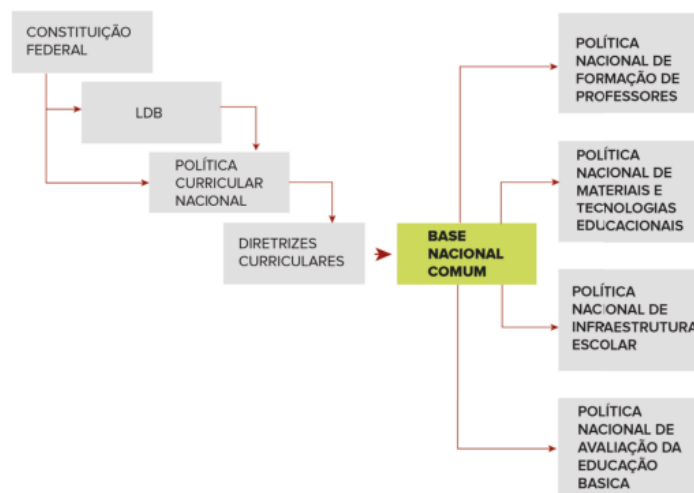 CONSTITUIÇÃO
FEDERAL
LDB
POLÍTICA
CURRICULAR
NACIONAL
DIRETRIZES
CURRICULARES
BASE
NACIONAL
COMUM
POLÍTICA
NACIONAL DE
FORMAÇÃO DE
PROFESSORES
POLÍTICA
NACIONAL DE
MATERIAIS E
TECNOLOGIAS
EDUCACIONAIS
POLÍTICA
NACIONAL DE
INFRAESTRUTURA
ESCOLAR
POLÍTICA
NACIONAL DE
AVALIAÇÃO DA
EDUCAÇÃO
BASICA